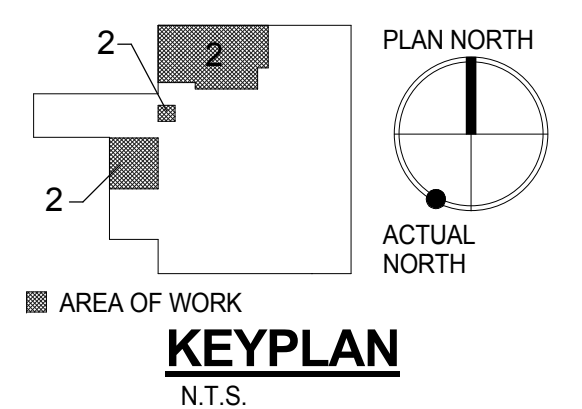 2
2
2
PLAN NORTH
ACTUAL
NORTH
AREA OF WORK
KEYPLAN
N.T.S.